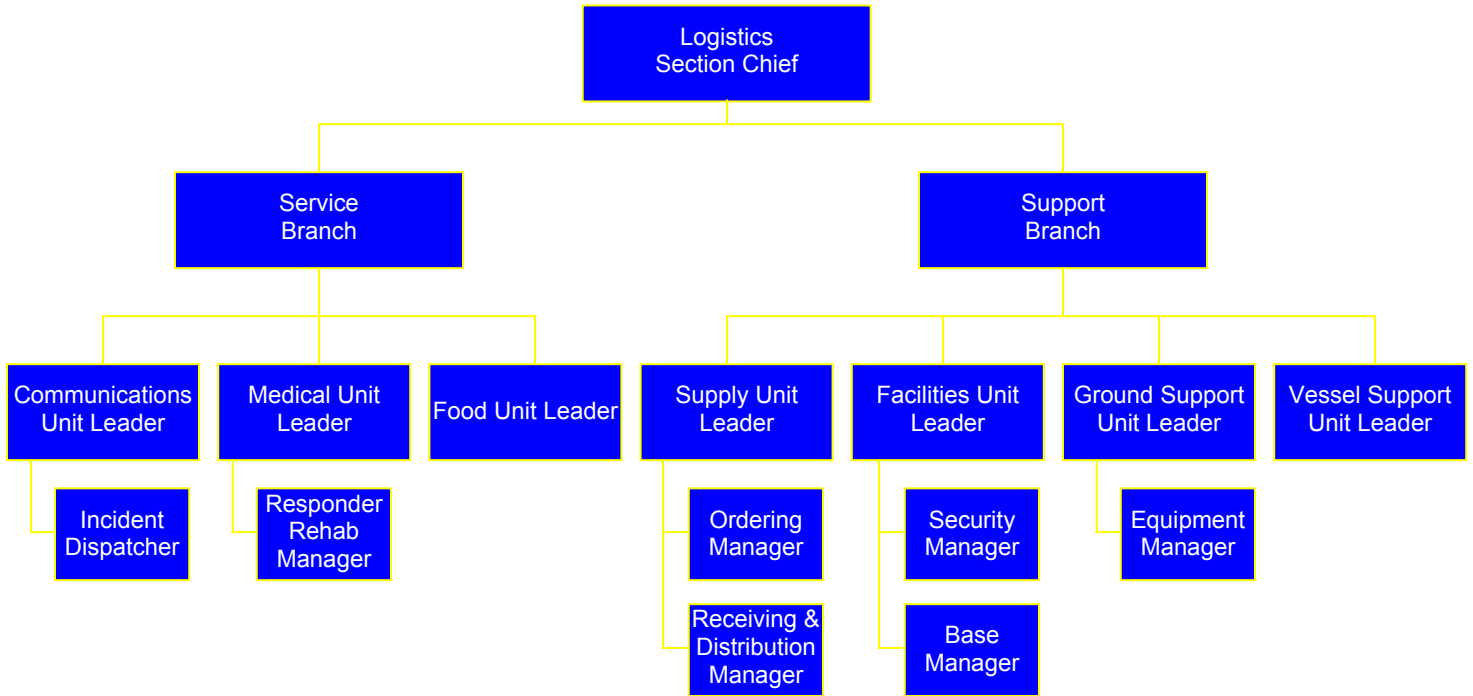 Logistics
Section Chief
Service
Branch
Support
Branch
Communications
Unit Leader
Medical Unit
Leader
Food Unit Leader
Supply Unit
Leader
Facilities Unit
Leader
Ground Support
Unit Leader
Vessel Support
Unit Leader
Incident
Dispatcher
Responder
Rehab
Manager
Ordering
Manager
Security
Manager
Equipment
Manager
Receiving &
Distribution
Manager
Base
Manager